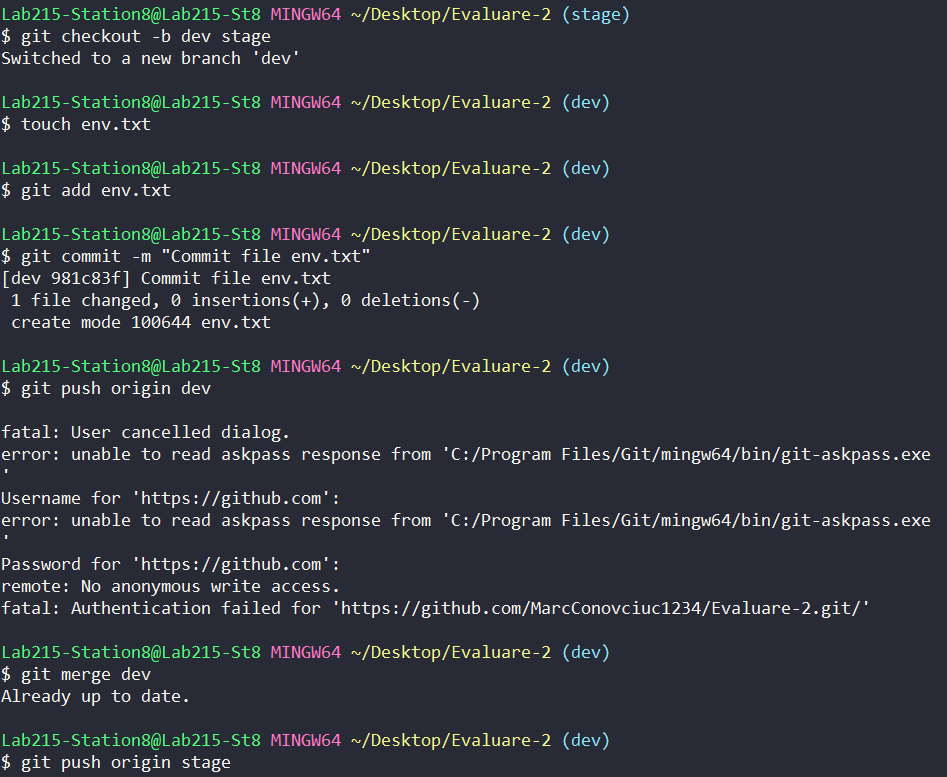 Lab215-Station8@Lab215-St8 MINGW64 ~/Desktop/Evaluare-2 (stage)
$ git checkout -b dev stage
Switched to a new branch 'dev'
Lab215-Station8@Lab215-St8 MINGW64 ~/Desktop/Evaluare-2 (dev)
$ touch env.txt
Lab215-Station8@Lab215-St8 MINGW64 ~/Desktop/Evaluare-2 (dev)
$ git add env.txt
Lab215-Station8@Lab215-St8 MINGW64 ~/Desktop/Evaluare-2 (dev)
$ git commit -m "Commit file env.txt"
[dev 981c83f] Commit file env.txt
 1 file changed, 0 insertions(+), 0 deletions(-)
 create mode 100644 env.txt
Lab215-Station8@Lab215-St8 MINGW64 ~/Desktop/Evaluare-2 (dev)
$ git push origin dev
fatal: User cancelled dialog.
error: unable to read askpass response from 'C:/Program Files/Git/mingw64/bin/git-askpass.exe
'
Username for 'https://github.com':
error: unable to read askpass response from 'C:/Program Files/Git/mingw64/bin/git-askpass.exe
'
Password for 'https://github.com':
remote: No anonymous write access.
fatal: Authentication failed for 'https://github.com/MarcConovciuc1234/Evaluare-2.git/'
Lab215-Station8@Lab215-St8 MINGW64 ~/Desktop/Evaluare-2 (dev)
$ git merge dev
Already up to date.
Lab215-Station8@Lab215-St8 MINGW64 ~/Desktop/Evaluare-2 (dev)
$ git push origin stage